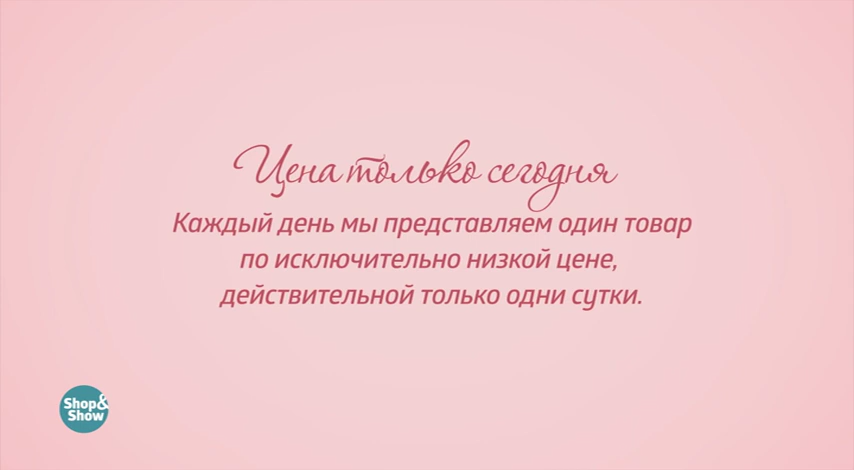 Цена только сегодня
Каждый день мы представляем один товар
по исключительно низкой цене,
действительной только одни сутки.
Shop&
Show